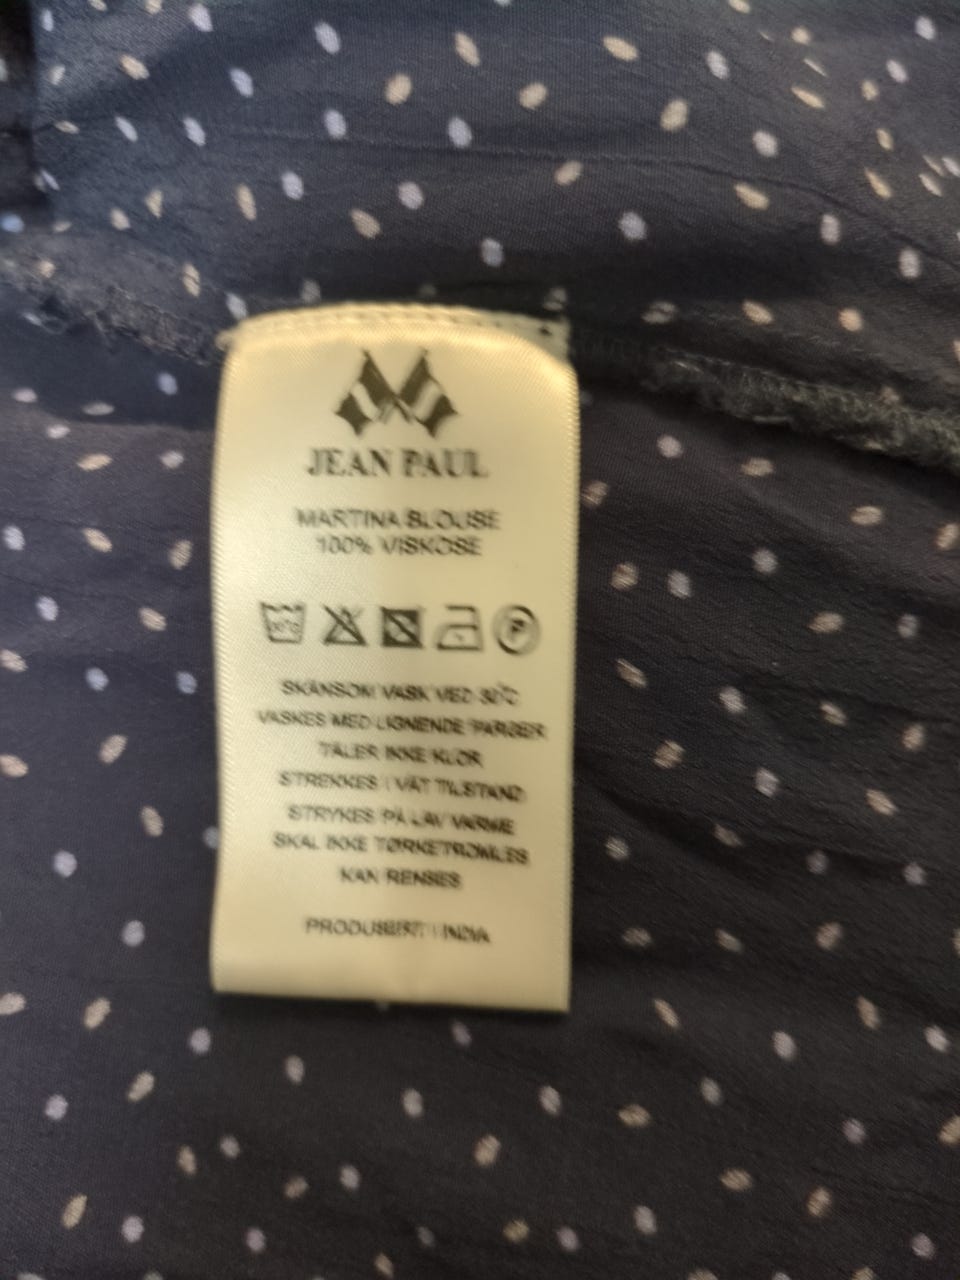 JEAN PAUL
MARTINA BLOUSE
100% VISKOSE
30°C
P
SKÅNSOM VASK VED 30°C
VASKES MED LIGNENDE FARGER
TÅLER IKKE KLOR
STREKKES I VÅT TILSTAND
STRYKES PÅ LAV VARME
SKAL IKKE TØRKETROMLES
KAN RENSES
PRODUSERT I INDIA